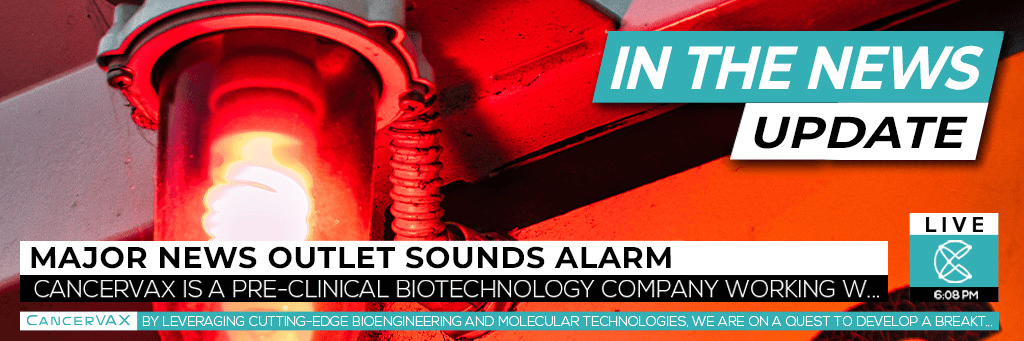 IN THE NEWS
UPDATE
LIVE
6:08 PM
MAJOR NEWS OUTLET SOUNDS ALARM
CANCERVAX IS A PRE-CLINICAL BIOTECHNOLOGY COMPANY WORKING W...
CANCERVAX BY LEVERAGING CUTTING-EDGE BIOENGINEERING AND MOLECULAR TECHNOLOGIES, WE ARE ON A QUEST TO DEVELOP A BREAKT...